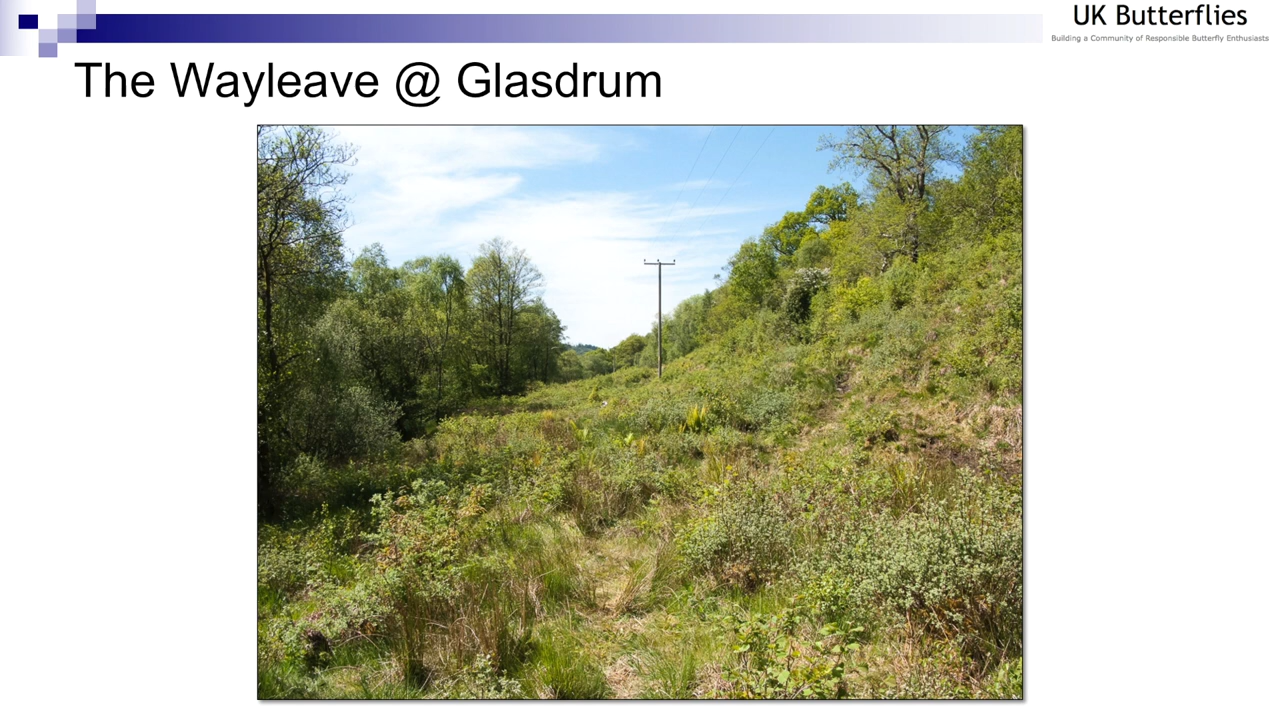 UK Butterflies
Building a Community of Responsible Butterfly Enthusiasts
The Wayleave @ Glasdrum